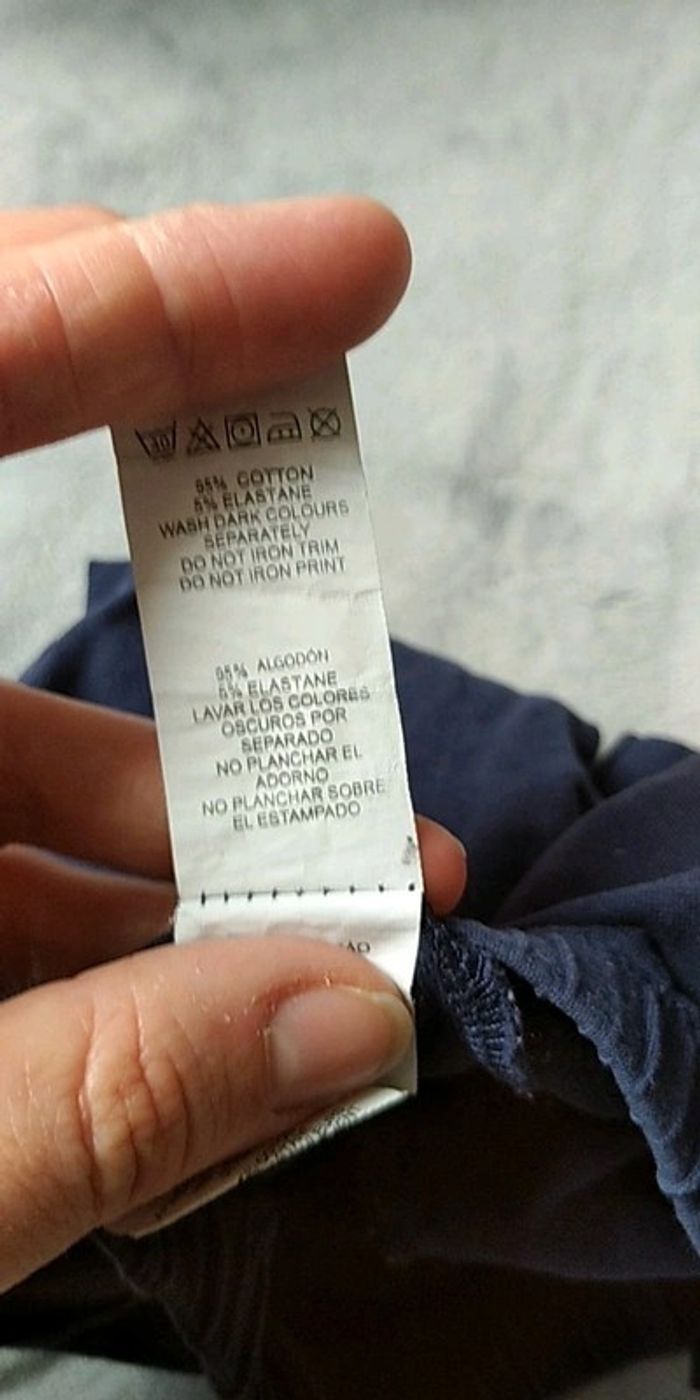 30
95% COTTON
5% ELASTANE
WASH DARK COLOURS
SEPARATELY
DO NOT IRON TRIM
DO NOT IRON PRINT
95% ALGODÓN
5% ELASTANE
LAVAR LOS COLORES
OSCUROS POR
SEPARADO
NO PLANCHAR EL
ADORNO
NO PLANCHAR SOBRE
EL ESTAMPADO